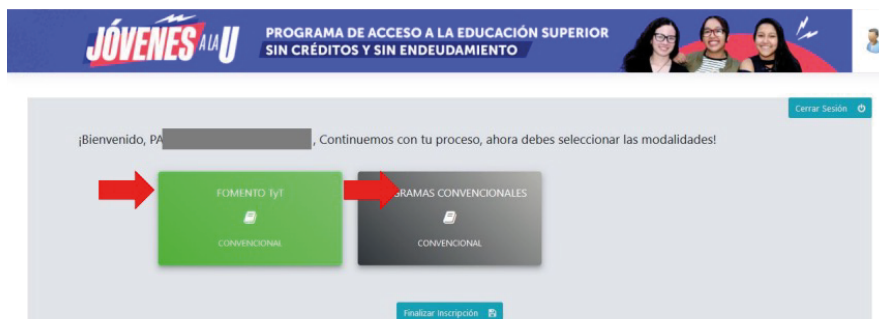 JÓVENES A LA U
PROGRAMA DE ACCESO A LA EDUCACIÓN SUPERIOR
SIN CRÉDITOS Y SIN ENDEUDAMIENTO
Cerrar Sesión
¡Bienvenido, PA , Continuemos con tu proceso, ahora debes seleccionar las modalidades!
FOMENTO TyT
CONVENCIONAL
GRAMAS CONVENCIONALES
CONVENCIONAL
Finalizar Inscripción